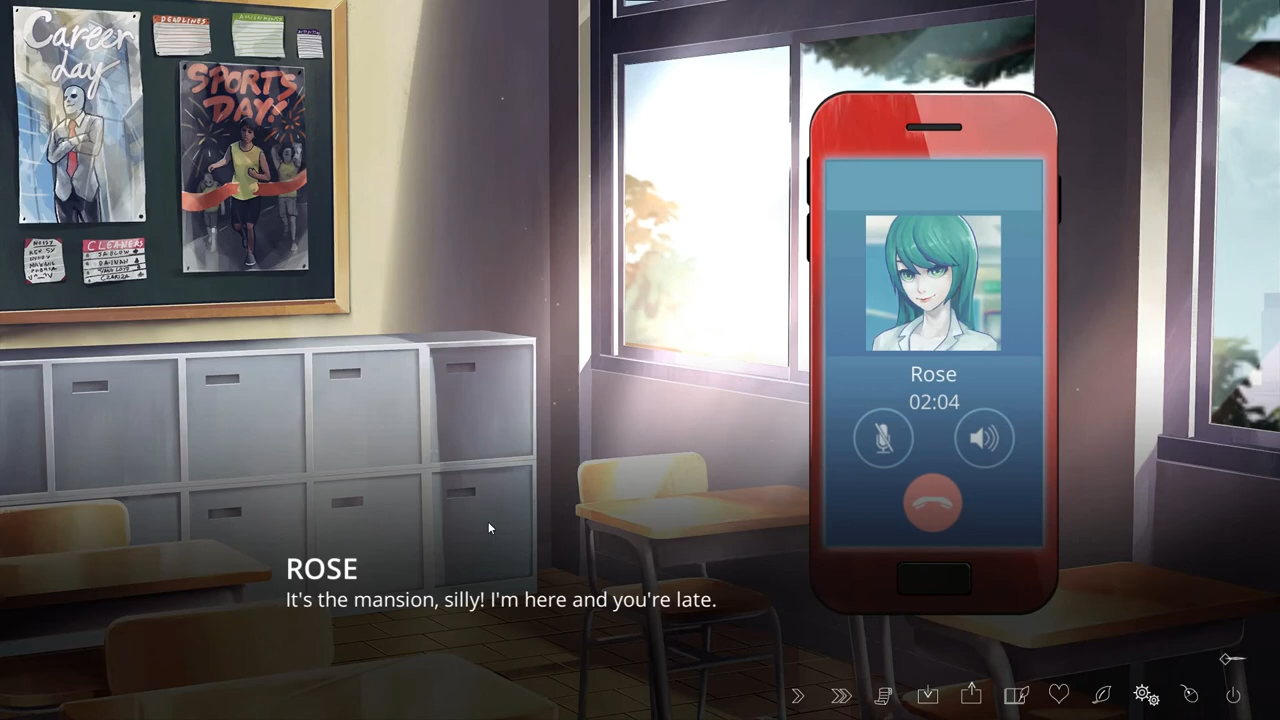 Career
day
DEADLINES
SPORTS
DAY!
CLEANERS
Rose
02:04
ROSE
It's the mansion, silly! I'm here and you're late.